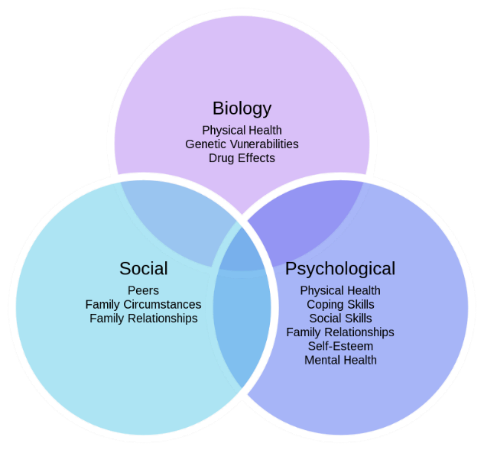 Biology
Physical Health
Genetic Vunerabilities
Drug Effects
Social
Peers
Family Circumstances
Family Relationships
Psychological
Physical Health
Coping Skills
Social Skills
Family Relationships
Self-Esteem
Mental Health